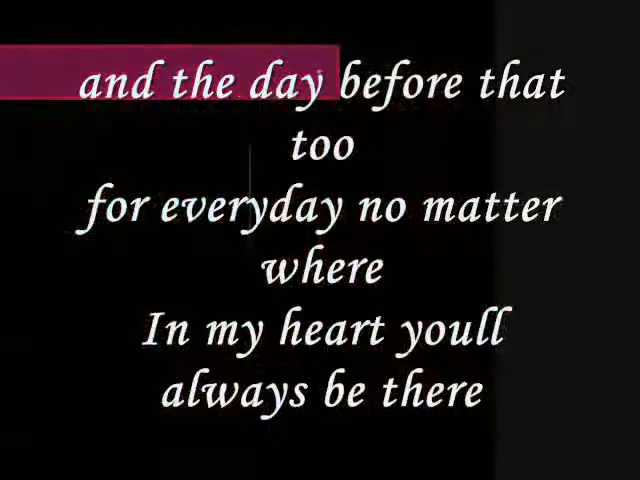 and the day before that
too
for everyday no matter
where
In my heart youll
always be there